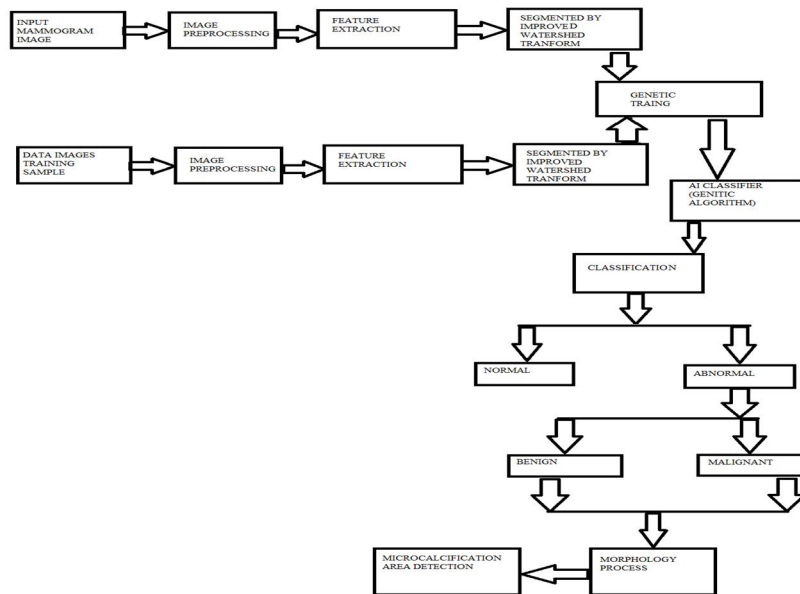 INPUT
MAMMOGRAM
IMAGE
IMAGE
PREPROCESSING
FEATURE
EXTRACTION
SEGMENTED BY
IMPROVED
WATERSHED
TRANFORM
GENETIC
TRAING
DATA IMAGES
TRAINING
SAMPLE
IMAGE
PREPROCESSING
FEATURE
EXTRACTION
SEGMENTED BY
IMPROVED
WATERSHED
TRANFORM
AI CLASSIFIER
(GENITIC
ALGORITHM)
CLASSIFICATION
NORMAL
ABNORMAL
BENIGN
MALIGNANT
MICROCALCIFICATION
AREA DETECTION
MORPHOLOGY
PROCESS